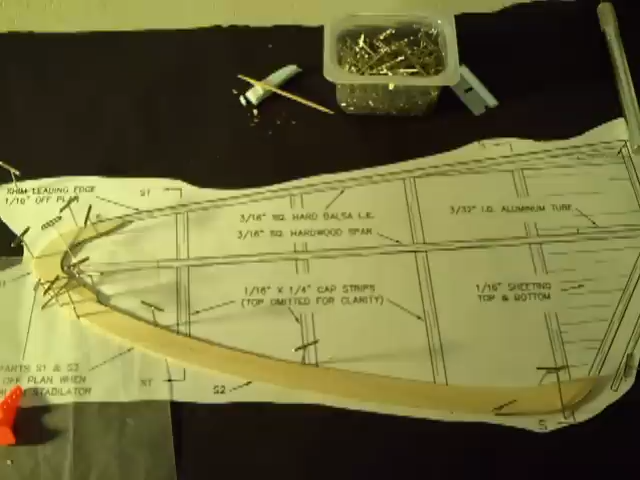 SHIM LEADING EDGE
1/16" OFF PLAN
S1
3/16" SQ. HARD BALSA L.E.
3/16" SQ. HARDWOOD SPAR
3/32" I.D. ALUMINUM TUBE
1/16" X 1/4" CAP STRIPS
(TOP OMITTED FOR CLARITY)
1/16" SHEETING
TOP & BOTTOM
PARTS S1 & S2
OFF PLAN WHEN
STABILATOR
S1
S2